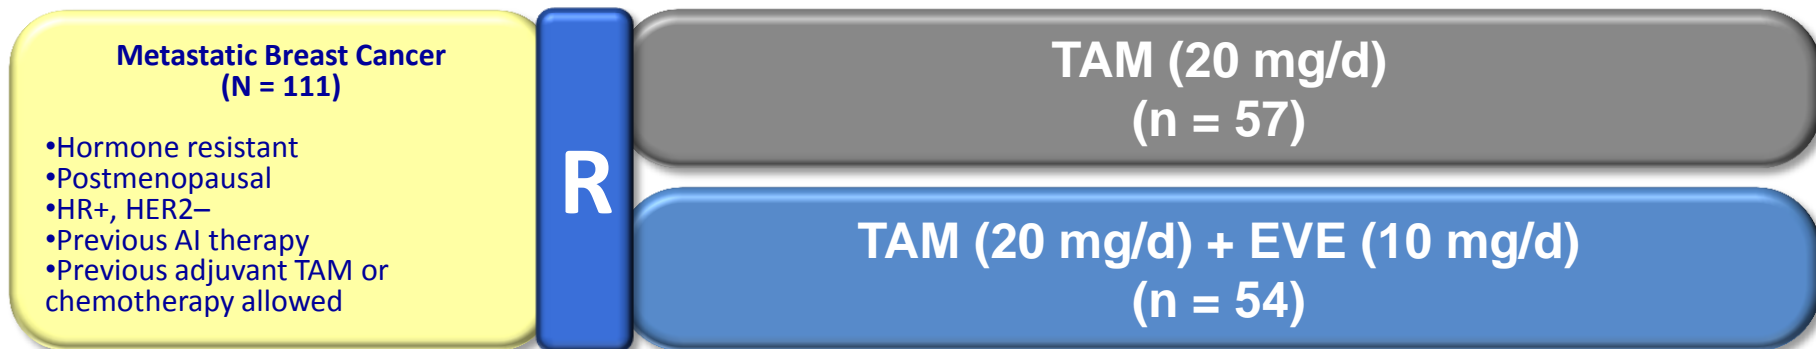 Metastatic Breast Cancer
(N = 111)
•Hormone resistant
•Postmenopausal
•HR+, HER2–
•Previous AI therapy
•Previous adjuvant TAM or
chemotherapy allowed
R
TAM (20 mg/d)
(n = 57)
TAM (20 mg/d) + EVE (10 mg/d)
(n = 54)